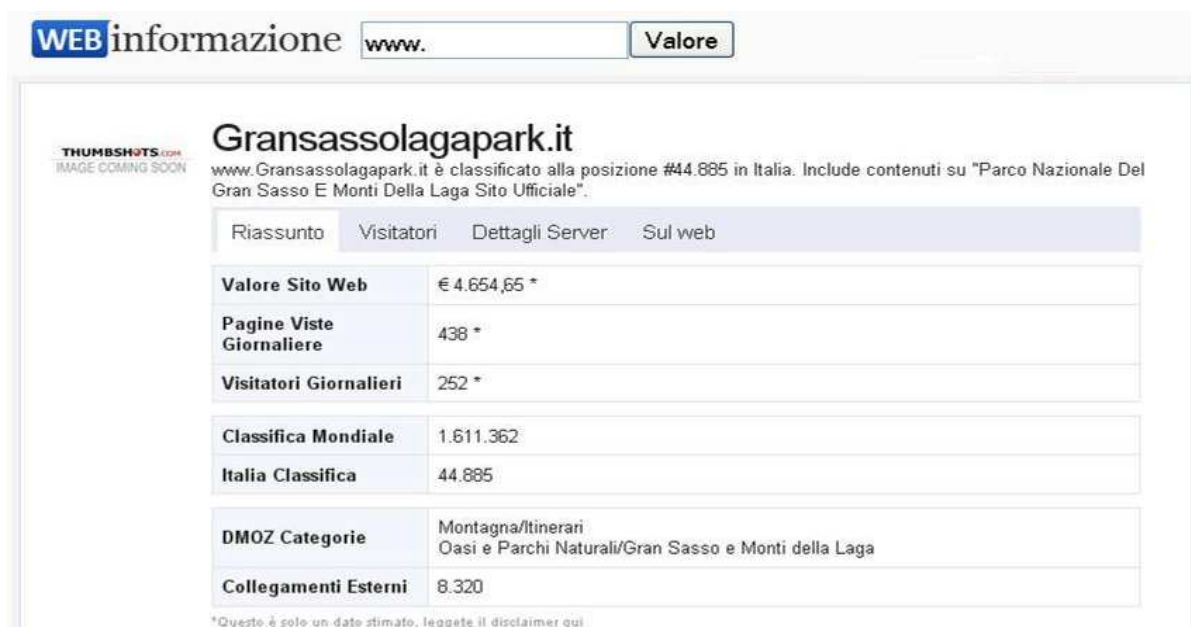 WEB informazione www. Valore
THUMBSHOTS.COM
IMAGE COMING SOON
Gransassolagapark.it
www.Gransassolagapark.it è classificato alla posizione #44.885 in Italia. Include contenuti su "Parco Nazionale Del
Gran Sasso E Monti Della Laga Sito Ufficiale".
Riassunto Visitatori Dettagli Server Sul web
Valore Sito Web € 4.654,65 *
Pagine Viste
Giornaliere
438 *
Visitatori Giornalieri 252 *
Classifica Mondiale 1.611.362
Italia Classifica 44.885
DMOZ Categorie
Montagna/Itinerari
Oasi e Parchi Naturali/Gran Sasso e Monti della Laga
Collegamenti Esterni 8.320
*Questo è solo un dato stimato, leggete il disclaimer qui